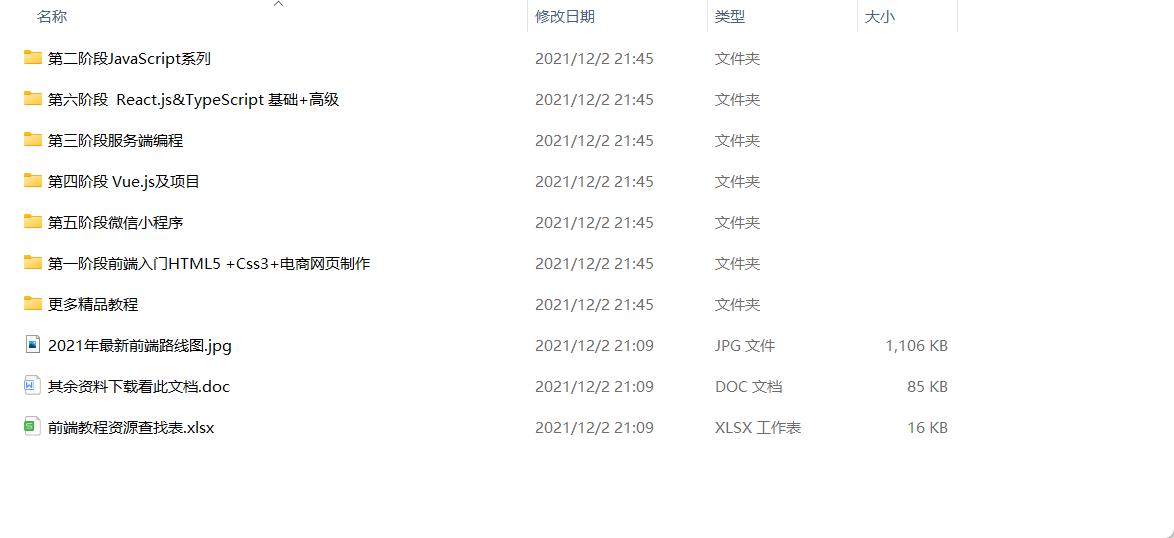 名称 修改日期 类型 大小
第二阶段JavaScript系列 2021/12/2 21:45 文件夹
第六阶段 React.js&TypeScript 基础+高级 2021/12/2 21:45 文件夹
第三阶段服务端编程 2021/12/2 21:45 文件夹
第四阶段 Vue.js及项目 2021/12/2 21:45 文件夹
第五阶段微信小程序 2021/12/2 21:45 文件夹
第一阶段前端入门HTML5 +Css3+电商网页制作 2021/12/2 21:45 文件夹
更多精品教程 2021/12/2 21:45 文件夹
2021年最新前端路线图.jpg 2021/12/2 21:09 JPG 文件 1,106 KB
其余资料下载看此文档.doc 2021/12/2 21:09 DOC 文档 85 KB
前端教程资源查找表.xlsx 2021/12/2 21:09 XLSX 工作表 16 KB